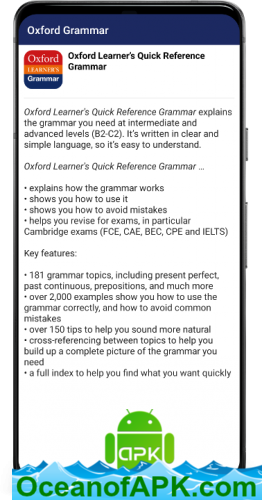 Oxford Grammar
Oxford
LEARNER'S
Grammar
Oxford Learner's Quick Reference
Grammar
Oxford Learner's Quick Reference Grammar explains
the grammar you need at intermediate and
advanced levels (B2-C2). It's written in clear and
simple language, so it's easy to understand.
Oxford Learner's Quick Reference Grammar ...
• explains how the grammar works
• shows you how to use it
• shows you how to avoid mistakes
• helps you revise for exams, in particular
Cambridge exams (FCE, CAE, BEC, CPE and IELTS)
Key features:
• 181 grammar topics, including present perfect,
past continuous, prepositions, and much more
• over 2,000 examples show you how to use the
grammar correctly, and how to avoid common
mistakes
• over 150 tips to help you sound more natural
• cross-referencing between topics to help you
build up a complete picture of the grammar you
need
• a full index to help you find what you want quickly
APK
OceanofAPK.com